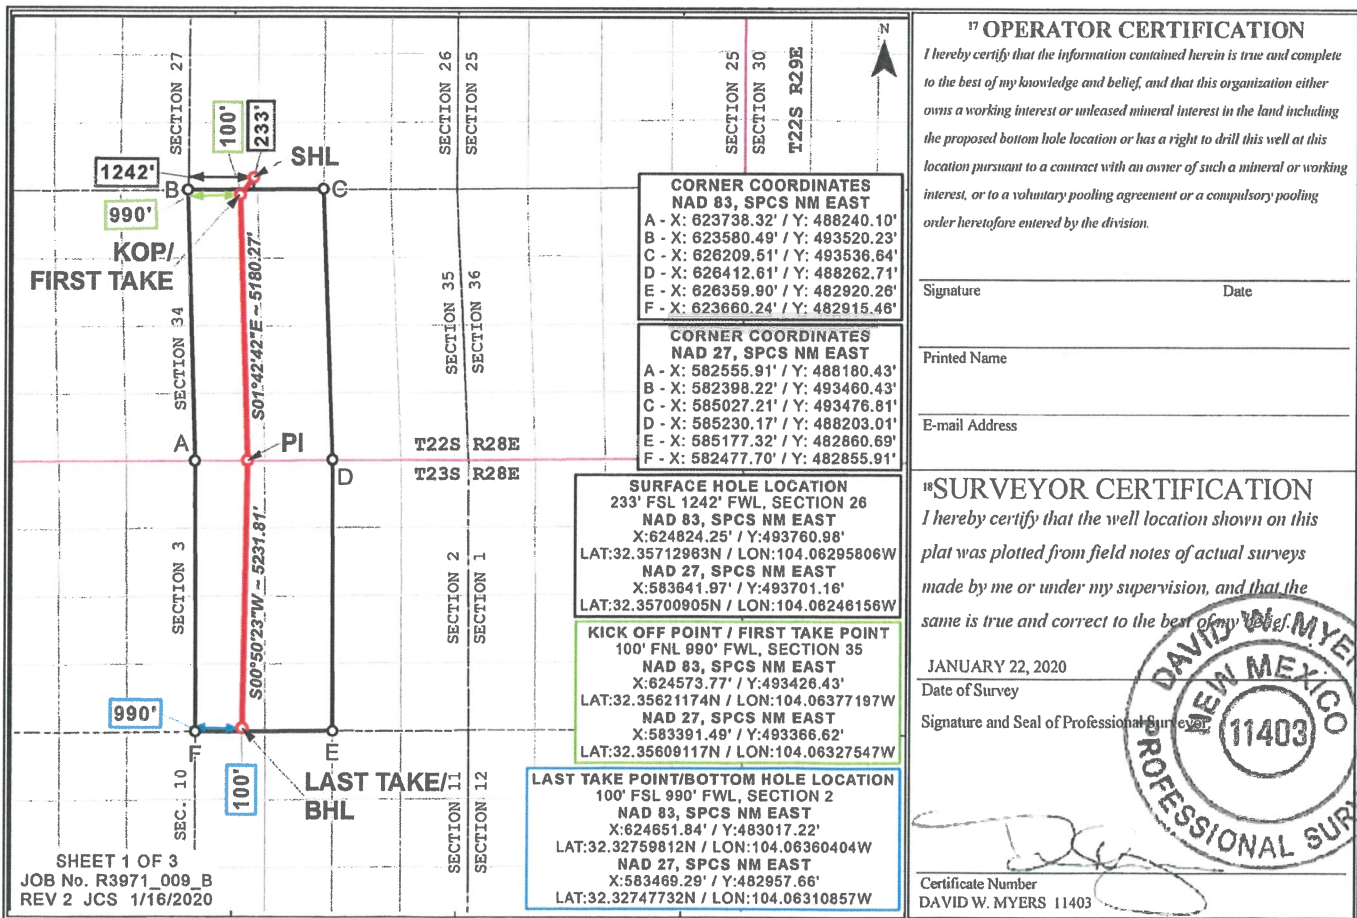 N
SECTION 27
SECTION 26
SECTION 25
SECTION 25
SECTION 30
T22S R29E
100'
233'
SHL
1242'
B
C
990'
KOP/
FIRST TAKE
S01°42'42"E ~ 5180.27'
SECTION 34
SECTION 35
SECTION 36
A
PI
T22S R28E
T23S R28E
D
SECTION 3
S00°50'23"W ~ 5231.81'
SECTION 2
SECTION 1
990'
F
E
100'
LAST TAKE/
BHL
SEC. 10
SECTION 11
SECTION 12
SHEET 1 OF 3
JOB No. R3971_009_B
REV 2 JCS 1/16/2020
CORNER COORDINATES
NAD 83, SPCS NM EAST
A - X: 623738.32' / Y: 488240.10'
B - X: 623580.49' / Y: 493520.23'
C - X: 626209.51' / Y: 493536.64'
D - X: 626412.61' / Y: 488262.71'
E - X: 626359.90' / Y: 482920.26'
F - X: 623660.24' / Y: 482915.46'
CORNER COORDINATES
NAD 27, SPCS NM EAST
A - X: 582555.91' / Y: 488180.43'
B - X: 582398.22' / Y: 493460.43'
C - X: 585027.21' / Y: 493476.81'
D - X: 585230.17' / Y: 488203.01'
E - X: 585177.32' / Y: 482860.69'
F - X: 582477.70' / Y: 482855.91'
SURFACE HOLE LOCATION
233' FSL 1242' FWL, SECTION 26
NAD 83, SPCS NM EAST
X:624824.25' / Y:493760.98'
LAT:32.35712963N / LON:104.06295806W
NAD 27, SPCS NM EAST
X:583641.97' / Y:493701.16'
LAT:32.35700905N / LON:104.06246156W
KICK OFF POINT / FIRST TAKE POINT
100' FNL 990' FWL, SECTION 35
NAD 83, SPCS NM EAST
X:624573.77' / Y:493426.43'
LAT:32.35621174N / LON:104.06377197W
NAD 27, SPCS NM EAST
X:583391.49' / Y:493366.62'
LAT:32.35609117N / LON:104.06327547W
LAST TAKE POINT/BOTTOM HOLE LOCATION
100' FSL 990' FWL, SECTION 2
NAD 83, SPCS NM EAST
X:624651.84' / Y:483017.22'
LAT:32.32759812N / LON:104.06360404W
NAD 27, SPCS NM EAST
X:583469.29' / Y:482957.66'
LAT:32.32747732N / LON:104.06310857W
17 OPERATOR CERTIFICATION
I hereby certify that the information contained herein is true and complete
to the best of my knowledge and belief, and that this organization either
owns a working interest or unleased mineral interest in the land including
the proposed bottom hole location or has a right to drill this well at this
location pursuant to a contract with an owner of such a mineral or working
interest, or to a voluntary pooling agreement or a compulsory pooling
order heretofore entered by the division.
Signature Date
Printed Name
E-mail Address
18 SURVEYOR CERTIFICATION
I hereby certify that the well location shown on this
plat was plotted from field notes of actual surveys
made by me or under my supervision, and that the
same is true and correct to the best of my belief.
JANUARY 22, 2020
Date of Survey
Signature and Seal of Professional Surveyor:
DAVID W. MYE
NEW MEXICO
11403
PROFESSIONAL SUR
Certificate Number
DAVID W. MYERS 11403